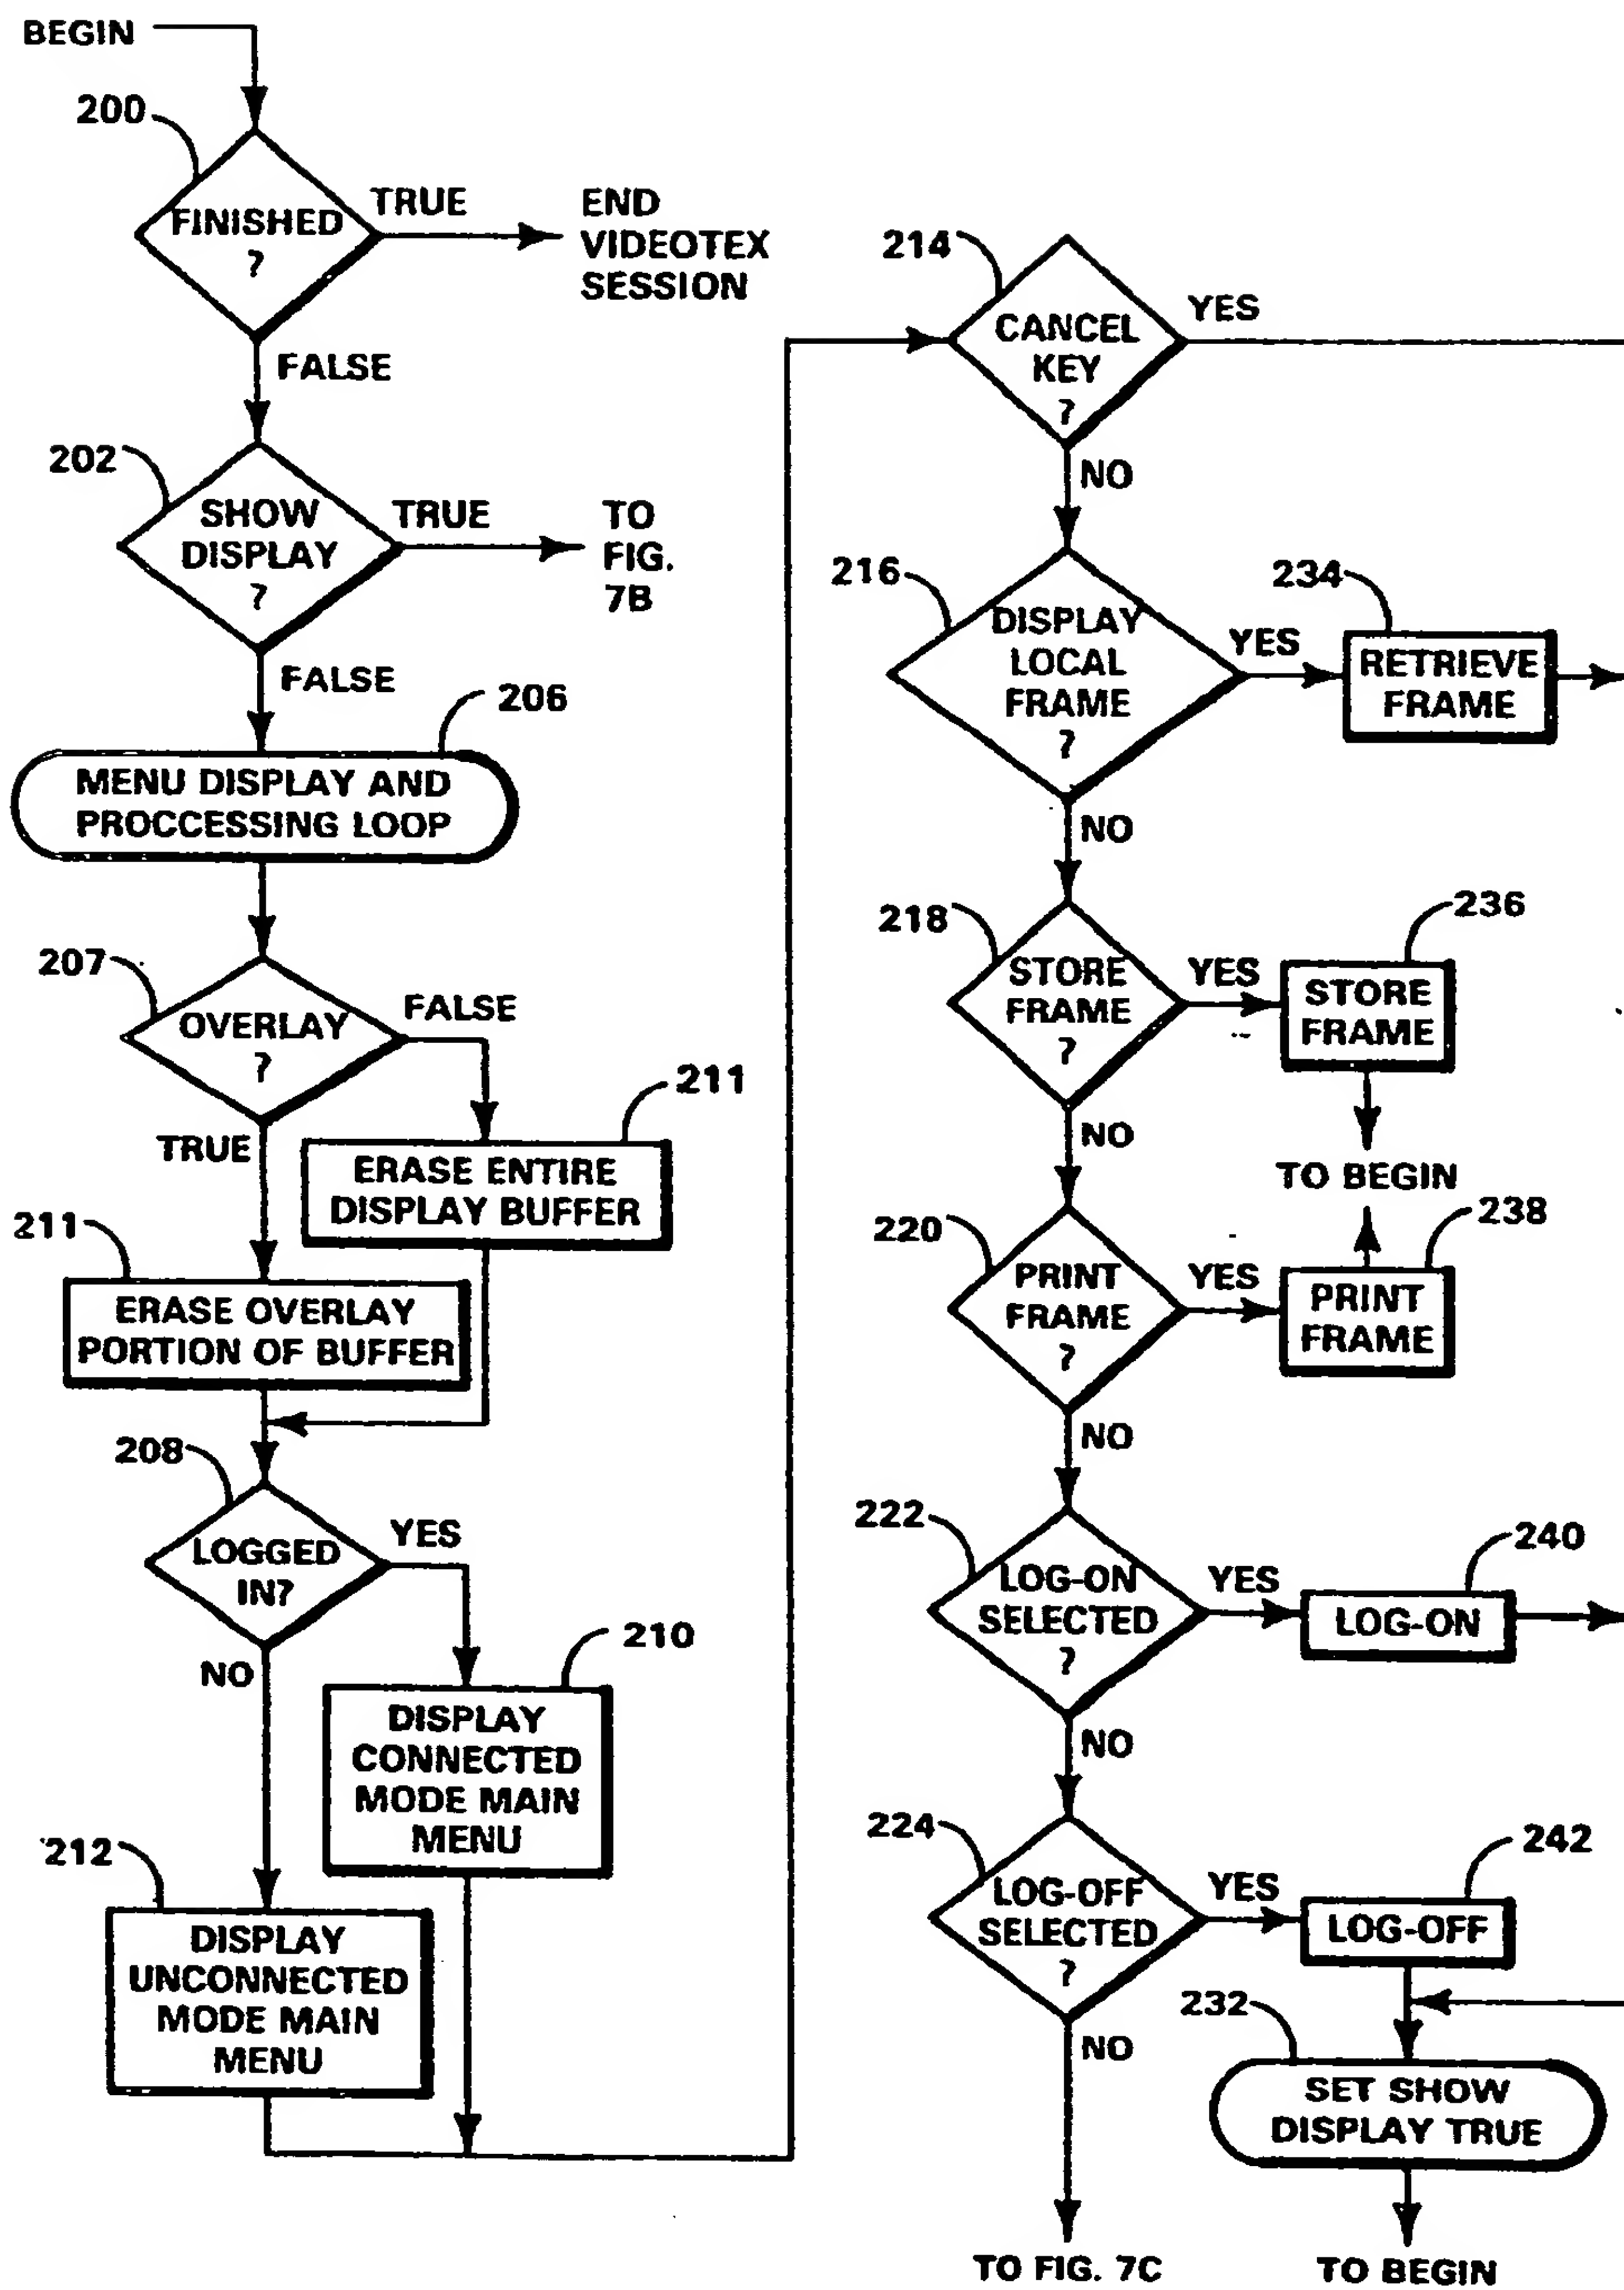 BEGIN
200
FINISHED
?
TRUE
END
VIDEOTEX
SESSION
FALSE
202
SHOW
DISPLAY
?
TRUE
TO
FIG.
7B
FALSE
206
MENU DISPLAY AND
PROCCESSING LOOP
207
OVERLAY
?
FALSE
TRUE
211
ERASE ENTIRE
DISPLAY BUFFER
211
ERASE OVERLAY
PORTION OF BUFFER
208
LOGGED
IN?
YES
NO
210
DISPLAY
CONNECTED
MODE MAIN
MENU
212
DISPLAY
UNCONNECTED
MODE MAIN
MENU
214
CANCEL
KEY
?
YES
NO
216
DISPLAY
LOCAL
FRAME
?
YES
234
RETRIEVE
FRAME
NO
218
STORE
FRAME
?
YES
236
STORE
FRAME
TO BEGIN
NO
220
PRINT
FRAME
?
YES
238
PRINT
FRAME
NO
222
LOG-ON
SELECTED
?
YES
240
LOG-ON
NO
224
LOG-OFF
SELECTED
?
YES
242
LOG-OFF
NO
232
SET SHOW
DISPLAY TRUE
TO FIG. 7C
TO BEGIN